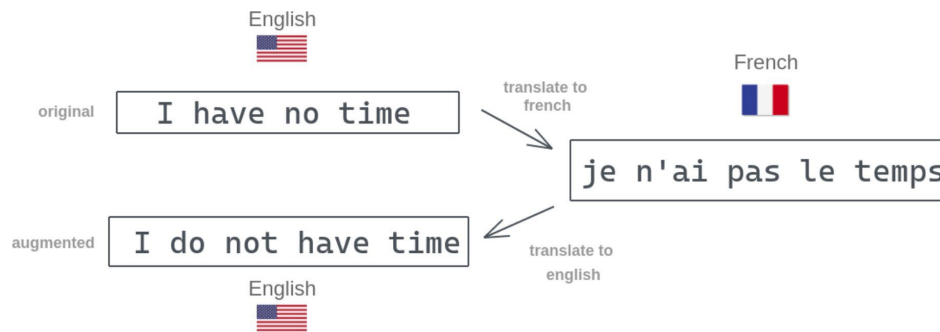 English
original
I have no time
translate to
french
French
je n'ai pas le temps
augmented
I do not have time
translate to
english
English